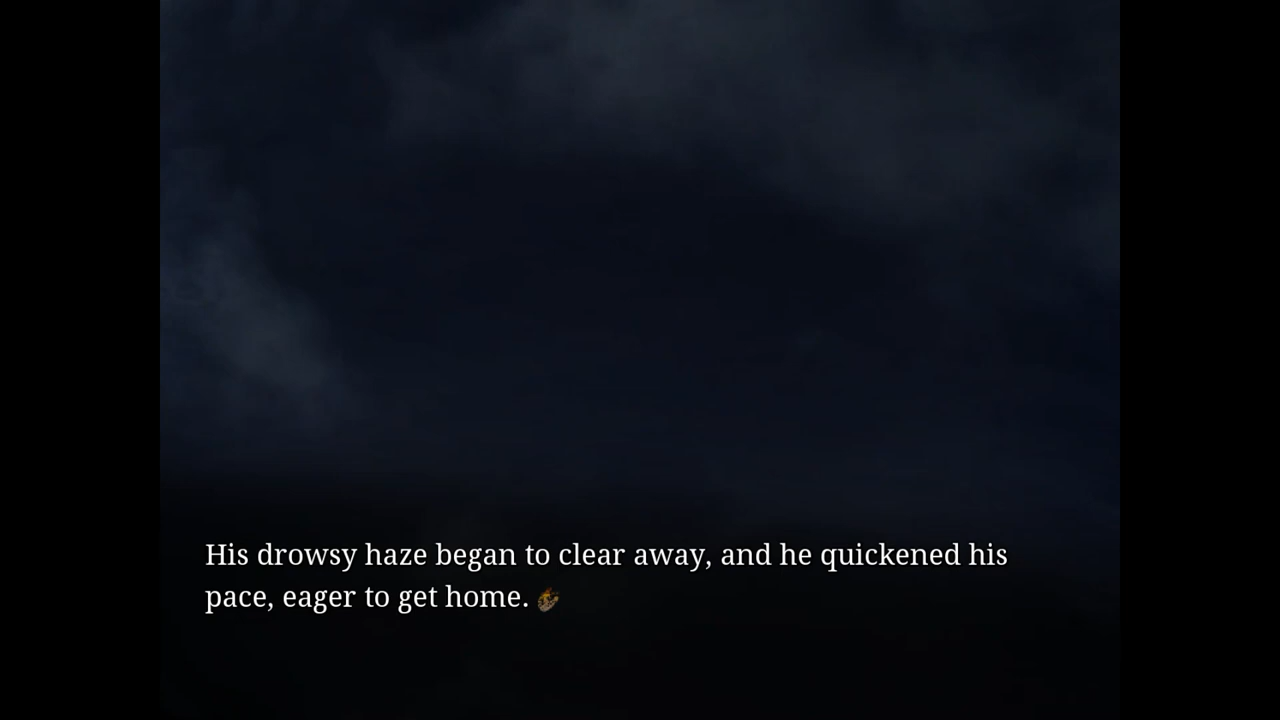 His drowsy haze began to clear away, and he quickened his
pace, eager to get home.